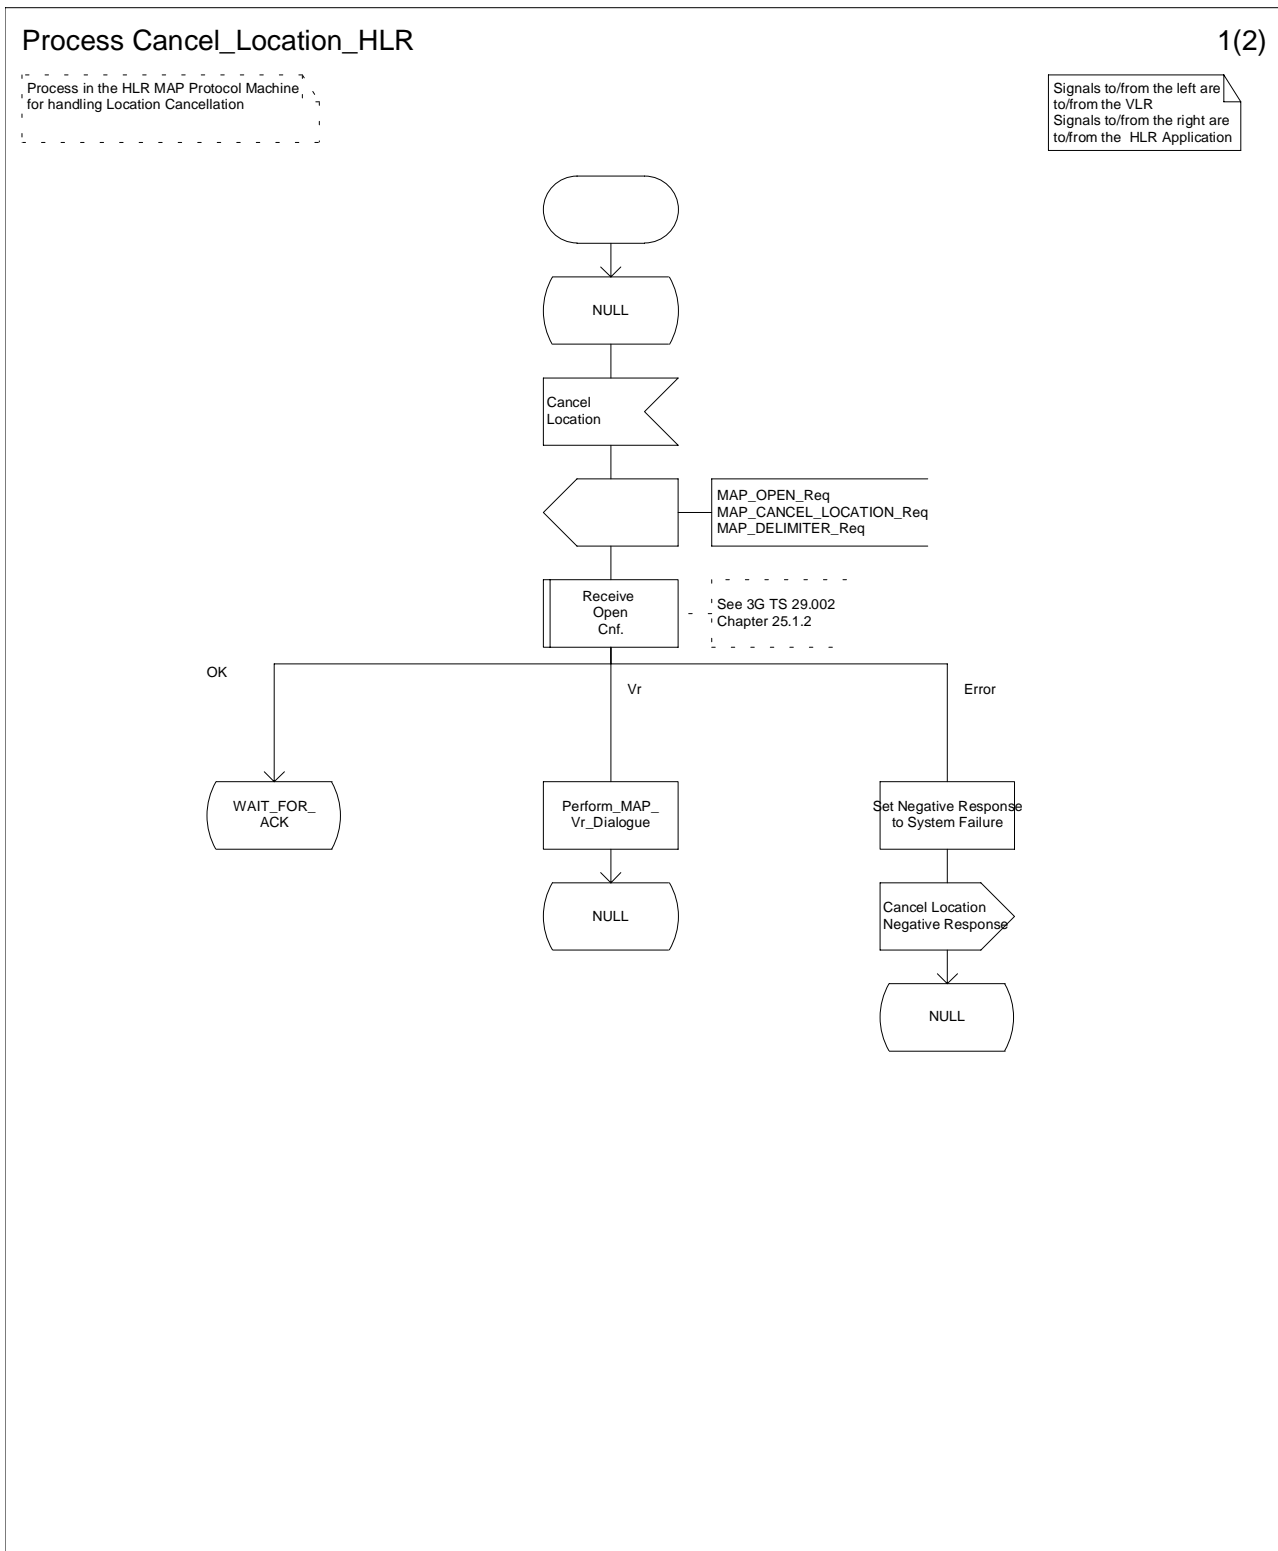 Process Cancel_Location_HLR
1(2)
Process in the HLR MAP Protocol Machine
for handling Location Cancellation
Signals to/from the left are
to/from the VLR
Signals to/from the right are
to/from the HLR Application
NULL
Cancel
Location
MAP_OPEN_Req
MAP_CANCEL_LOCATION_Req
MAP_DELIMITER_Req
Receive
Open
Cnf.
See 3G TS 29.002
Chapter 25.1.2
OK
Vr
Error
WAIT_FOR_
ACK
Perform_MAP_
Vr_Dialogue
Set Negative Response
to System Failure
NULL
Cancel Location
Negative Response
NULL